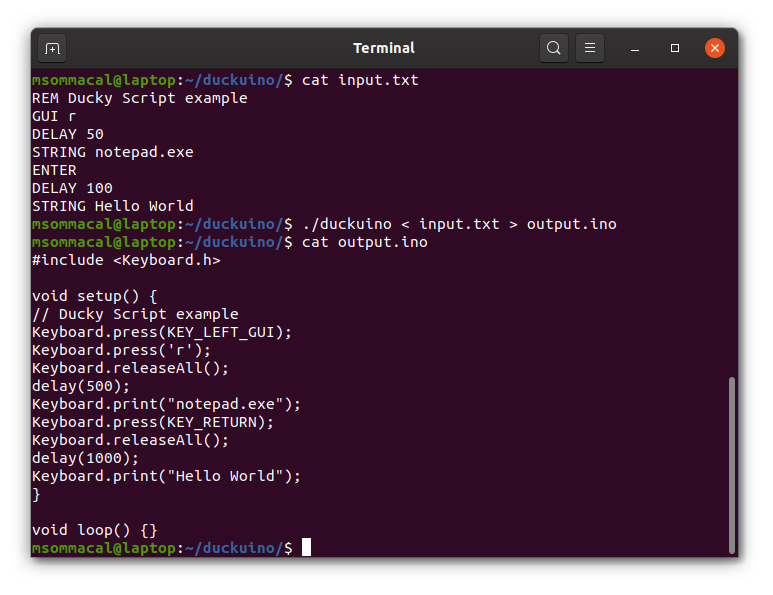 Terminal
msommacal@laptop:~/duckuino/$ cat input.txt
REM Ducky Script example
GUI r
DELAY 50
STRING notepad.exe
ENTER
DELAY 100
STRING Hello World
msommacal@laptop:~/duckuino/$ ./duckuino < input.txt > output.ino
msommacal@laptop:~/duckuino/$ cat output.ino
#include <Keyboard.h>

void setup() {
// Ducky Script example
Keyboard.press(KEY_LEFT_GUI);
Keyboard.press('r');
Keyboard.releaseAll();
delay(500);
Keyboard.print("notepad.exe");
Keyboard.press(KEY_RETURN);
Keyboard.releaseAll();
delay(1000);
Keyboard.print("Hello World");
}

void loop() {}
msommacal@laptop:~/duckuino/$